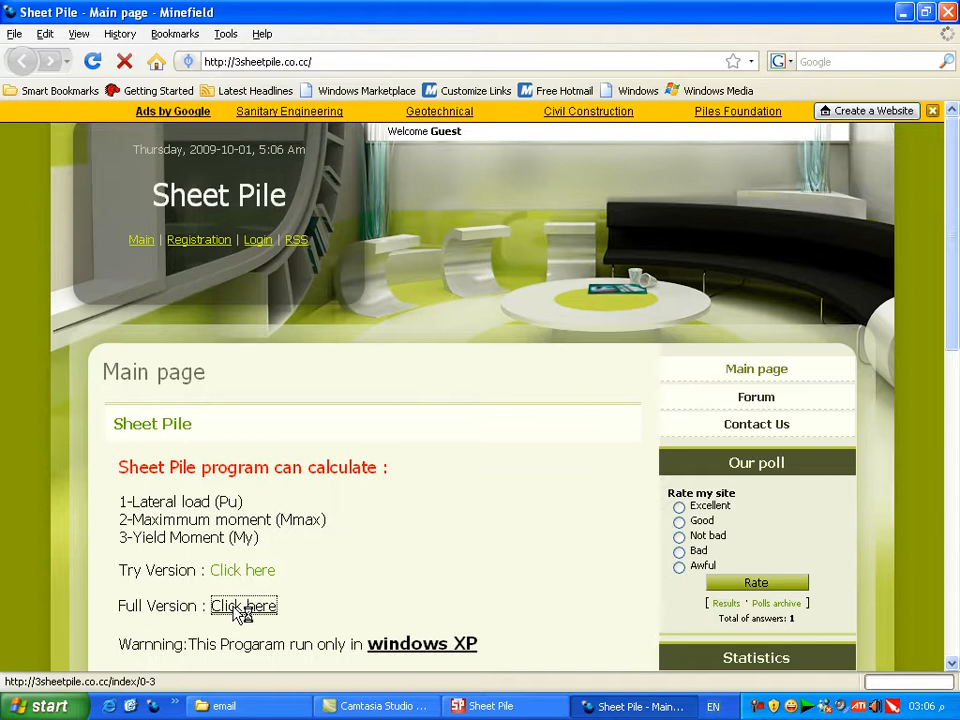 Sheet Pile - Main page - Minefield
File Edit View History Bookmarks Tools Help
http://3sheetpile.co.cc/
G Google
Smart Bookmarks Getting Started Latest Headlines Windows Marketplace Customize Links Free Hotmail Windows Windows Media
Ads by Google Sanitary Engineering Geotechnical Civil Construction Piles Foundation Create a Website
Welcome Guest
Thursday, 2009-10-01, 5:06 Am
Sheet Pile
Main | Registration | Login | RSS
Main page
Sheet Pile
Sheet Pile program can calculate :
1-Lateral load (Pu)
2-Maximmum moment (Mmax)
3-Yield Moment (My)
Try Version : Click here
Full Version : Click here
Warnning:This Progaram run only in windows XP
Main page
Forum
Contact Us
Our poll
Rate my site
Excellent
Good
Not bad
Bad
Awful
Rate
[ Results · Polls archive ]
Total of answers: 1
Statistics
http://3sheetpile.co.cc/index/0-3
start email Camtasia Studio ... SP Sheet Pile Sheet Pile - Main... EN 03:06 م